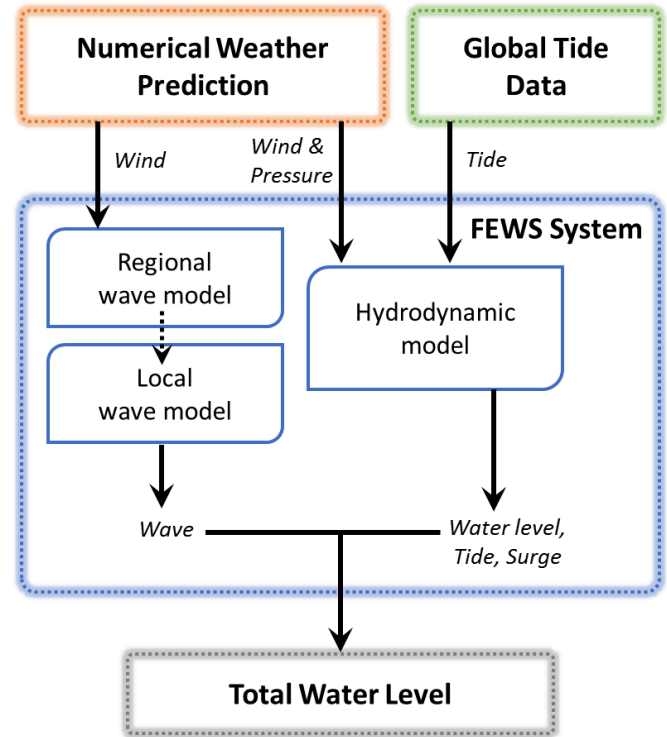 Numerical Weather
Prediction
Global Tide
Data
Wind
Wind &
Pressure
Tide
FEWS System
Regional
wave model
Hydrodynamic
model
Local
wave model
Wave
Water level,
Tide, Surge
Total Water Level